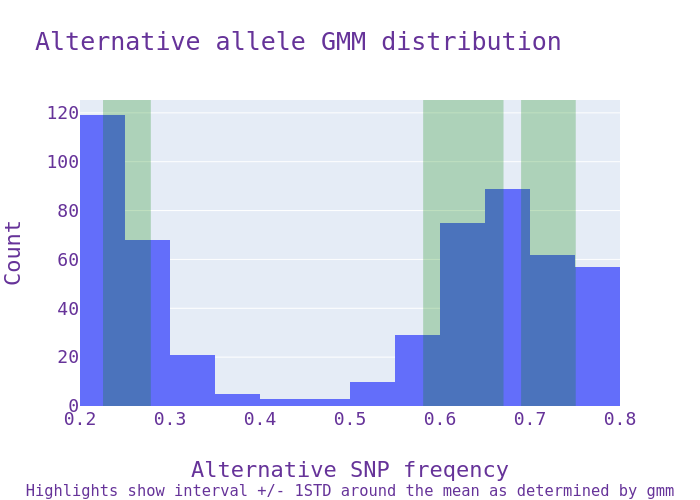 Alternative allele GMM distribution
120
100
80
60
40
20
0
Count
0.2 0.3 0.4 0.5 0.6 0.7 0.8
Alternative SNP freqency
Highlights show interval +/- 1STD around the mean as determined by gmm